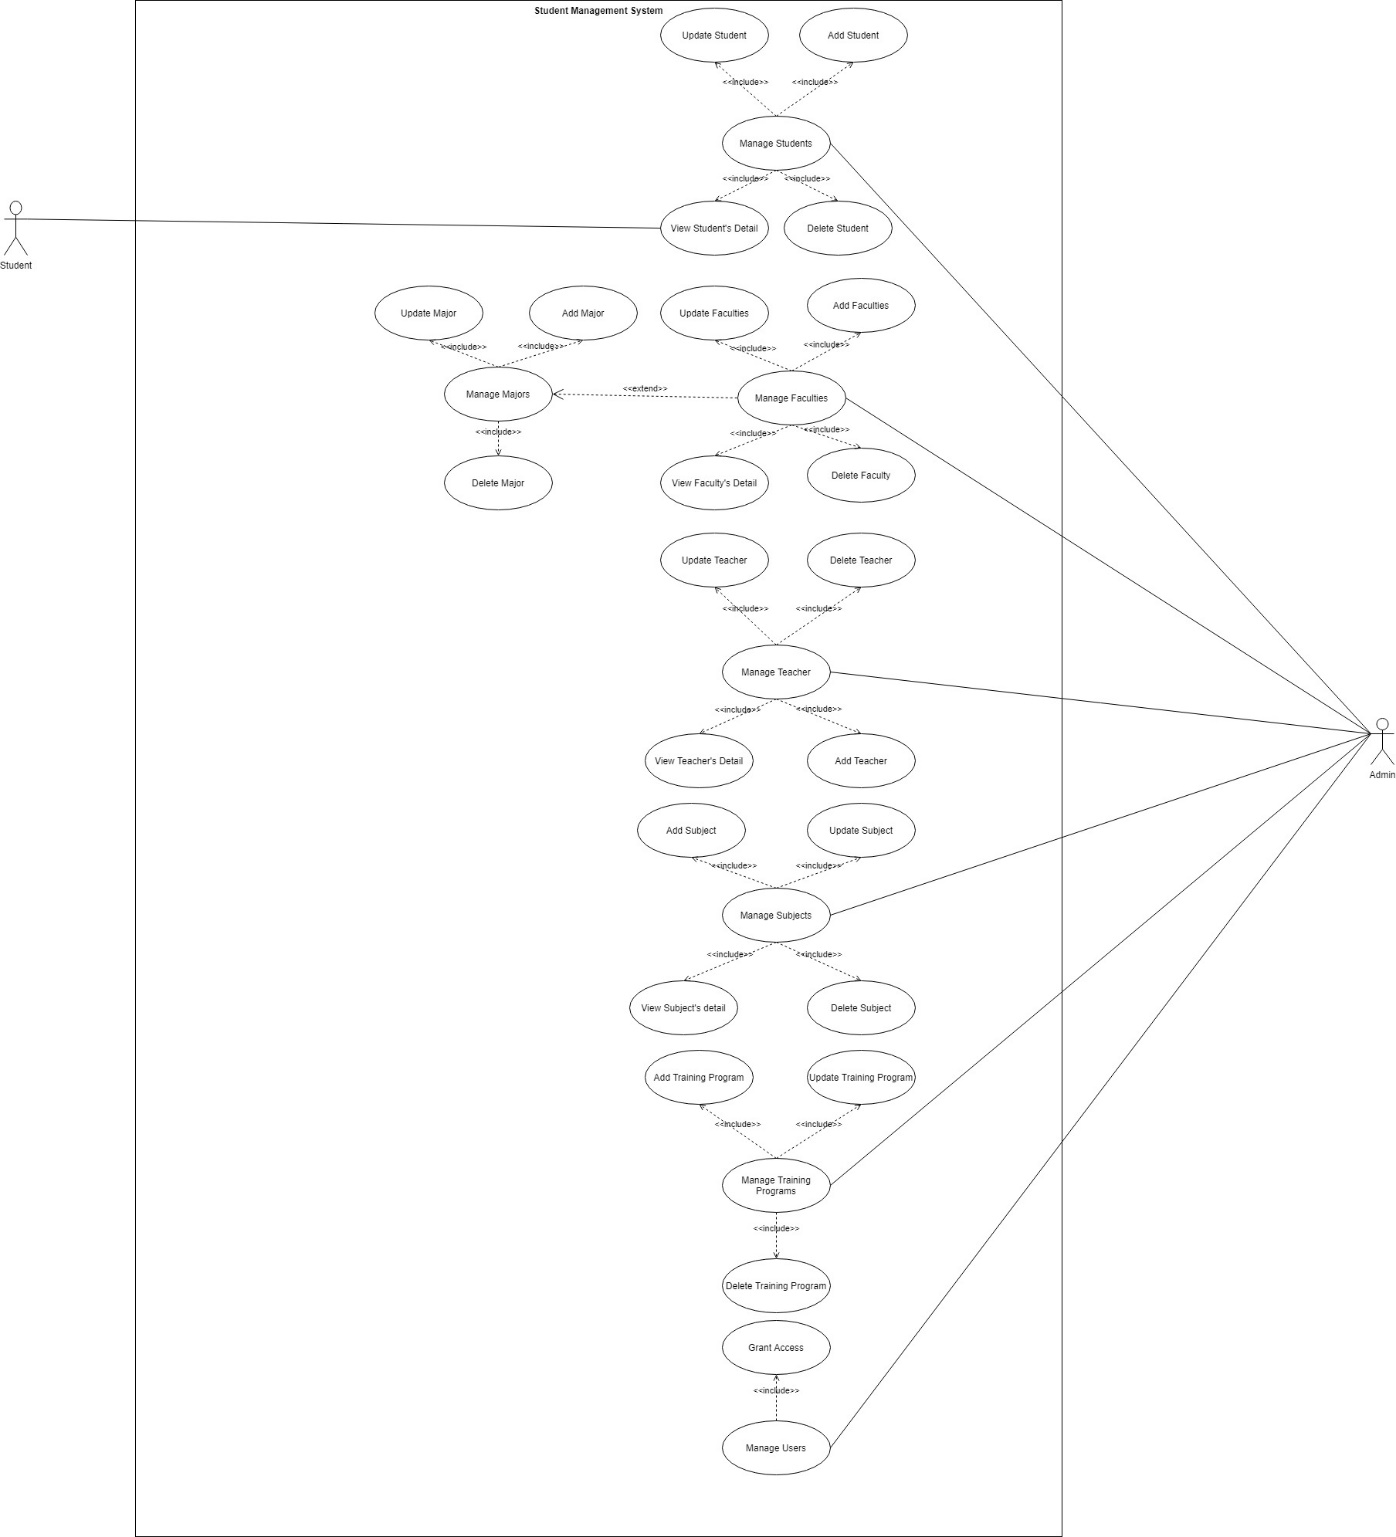 Student Management System
Update Student
Add Student
<<include>>
<<include>>
Manage Students
<<include>>
<<include>>
View Student's Detail
Delete Student
Student
Update Major
Add Major
Update Faculties
Add Faculties
<<include>>
<<include>>
<<include>>
<<include>>
Manage Majors
<<extend>>
Manage Faculties
<<include>>
<<include>>
<<include>>
Delete Major
View Faculty's Detail
Delete Faculty
Update Teacher
Delete Teacher
<<include>>
<<include>>
Manage Teacher
<<include>>
<<include>>
View Teacher's Detail
Add Teacher
Admin
Add Subject
Update Subject
<<include>>
<<include>>
Manage Subjects
<<include>>
<<include>>
View Subject's detail
Delete Subject
Add Training Program
Update Training Program
<<include>>
<<include>>
Manage Training
Programs
<<include>>
Delete Training Program
Grant Access
<<include>>
Manage Users